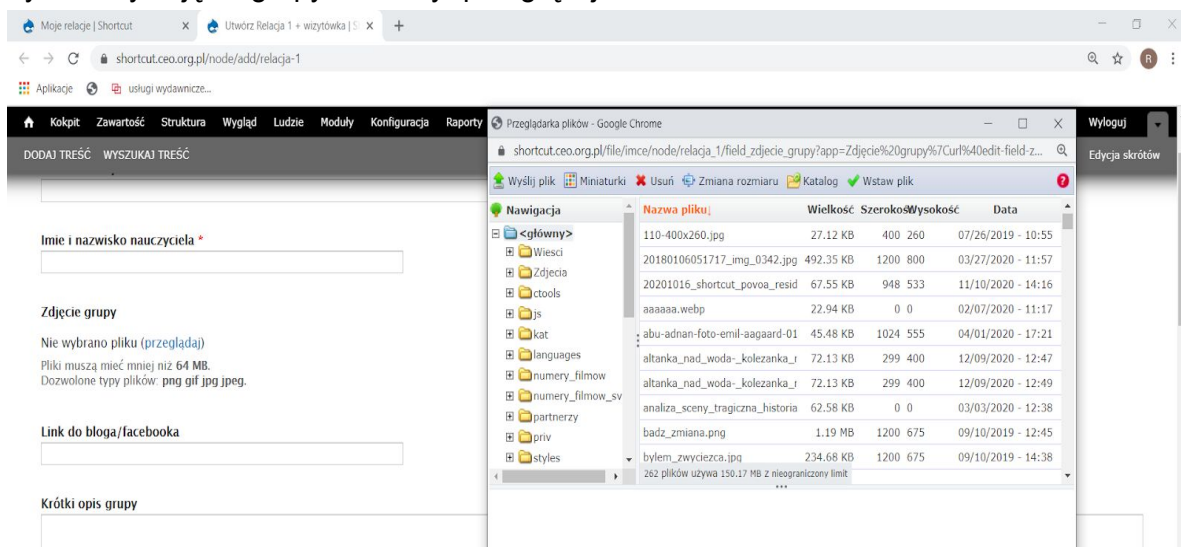 Moje relacje | Shortcut
Utwórz Relacja 1 + wizytówka | S
shortcut.ceo.org.pl/node/add/relacja-1
R
Aplikacje
usługi wydawnicze...
Kokpit Zawartość Struktura Wygląd Ludzie Moduły Konfiguracja Raporty
Wyloguj
DODAJ TREŚĆ WYSZUKAJ TREŚĆ
Edycja skrótów
Imie i nazwisko nauczyciela *
Zdjęcie grupy
Nie wybrano pliku (przeglądaj)
Pliki muszą mieć mniej niż 64 MB.
Dozwolone typy plików: png gif jpg jpeg.
Link do bloga/facebooka
Krótki opis grupy
Przeglądarka plików - Google Chrome
shortcut.ceo.org.pl/file/imce/node/relacja_1/field_zdjecie_grupy?app=Zdjęcie%20grupy%7Curl%40edit-field-z...
Wyślij plik Miniaturki Usuń Zmiana rozmiaru Katalog Wstaw plik
?
Nawigacja
<główny>
Wiesci
Zdjecia
ctools
js
kat
languages
numery_filmow
numery_filmow_sv
partnerzy
priv
styles
Nazwa pliku Wielkość Szerokość Wysokość Data
110-400x260.jpg 27.12 KB 400 260 07/26/2019 - 10:55
20180106051717_img_0342.jpg 492.35 KB 1200 800 03/27/2020 - 11:57
20201016_shortcut_povoa_resid 67.55 KB 948 533 11/10/2020 - 14:16
aaaaaa.webp 22.94 KB 0 0 02/07/2020 - 11:17
abu-adnan-foto-emil-aagaard-01 45.48 KB 1024 555 04/01/2020 - 17:21
altanka_nad_woda-_kolezanka_r 72.13 KB 299 400 12/09/2020 - 12:47
altanka_nad_woda-_kolezanka_r 72.13 KB 299 400 12/09/2020 - 12:49
analiza_sceny_tragiczna_historia 62.58 KB 0 0 03/03/2020 - 12:38
badz_zmiana.png 1.19 MB 1200 675 09/10/2019 - 12:45
bylem_zwyciezca.jpg 234.68 KB 1200 675 09/10/2019 - 14:38
262 plików używa 150.17 MB z nieograniczony limit